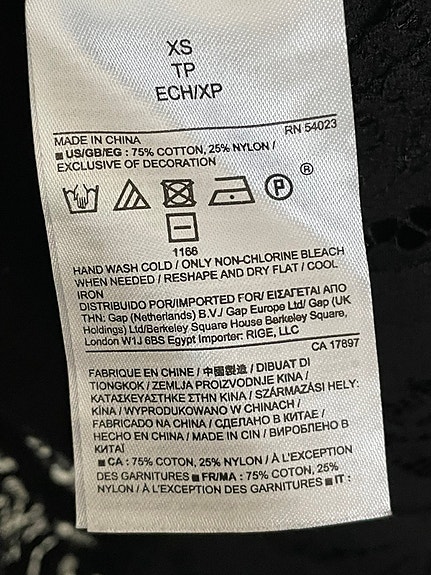 XS
TP
ECH/XP
MADE IN CHINA RN 54023
US/GB/EG : 75% COTTON, 25% NYLON /
EXCLUSIVE OF DECORATION
P ®
1166
HAND WASH COLD / ONLY NON-CHLORINE BLEACH
WHEN NEEDED / RESHAPE AND DRY FLAT / COOL
IRON
DISTRIBUIDO POR/IMPORTED FOR/ ΕΙΣΑΓΕΤΑΙ ΑΠΟ
ΤΗΝ: Gap (Netherlands) B.V./ Gap Europe Ltd/ Gap (UK
Holdings) Ltd/Berkeley Square House Berkeley Square,
London W1J 6BS Egypt Importer: RIGE, LLC
CA 17897
FABRIQUÉ EN CHINE / 中國製造 / DIBUAT DI
TIONGKOK / ZEMLJA PROIZVODNJE KINA /
ΚΑΤΑΣΚΕΥΑΣΤΗΚΕ ΣΤΗΝ ΚΙΝΑ / SZÁRMAZÁSI HELY:
KÍNA / WYPRODUKOWANO W CHINACH /
FABRICADO NA CHINA / СДЕЛАНО В КИТАЕ /
HECHO EN CHINA / MADE IN CIN / ВИРОБЛЕНО В
КИТАЇ
CA : 75% COTON, 25% NYLON / À L'EXCEPTION
DES GARNITURES FR/MA : 75% COTON, 25%
NYLON / À L'EXCEPTION DES GARNITURES IT :